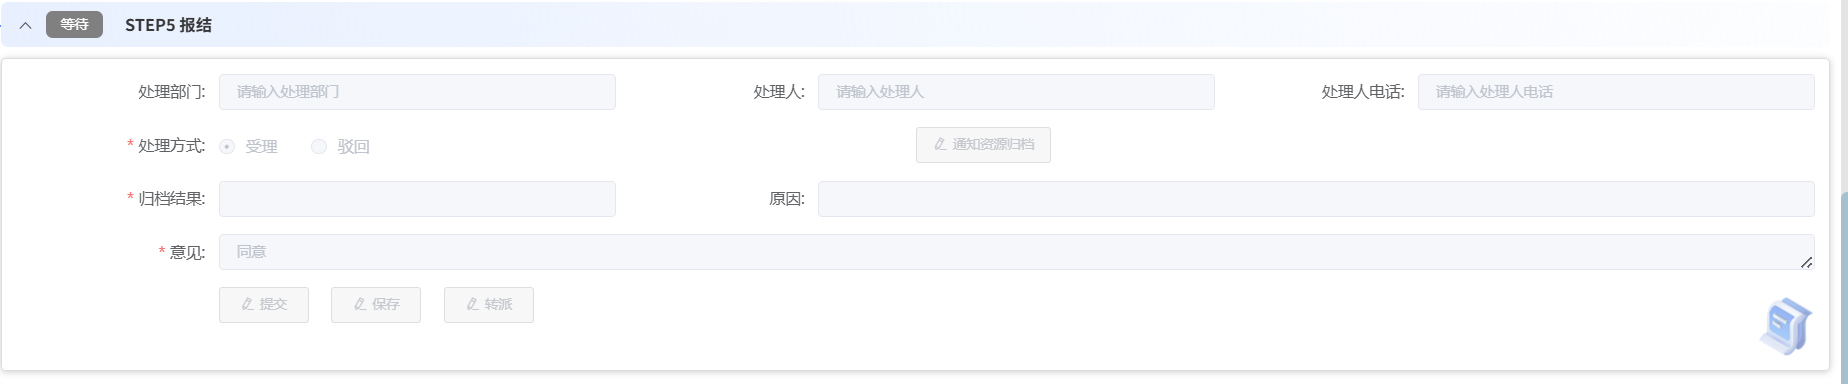 等待 STEP5 报结
处理部门: 请输入处理部门 处理人: 请输入处理人 处理人电话: 请输入处理人电话
* 处理方式: 受理 驳回 通知资源归档
* 归档结果: 原因:
* 意见: 同意
提交 保存 转派